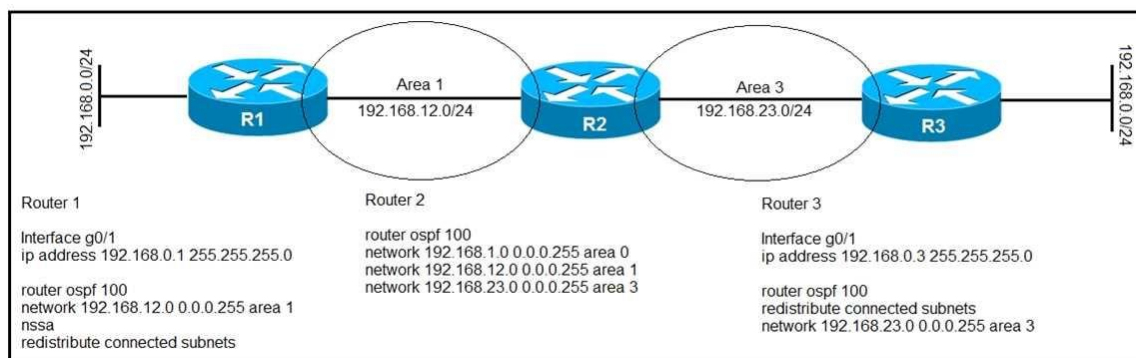 192.168.0.0/24
R1
Area 1
192.168.12.0/24
R2
Area 3
192.168.23.0/24
R3
192.168.0.0/24
Router 1
Interface g0/1
ip address 192.168.0.1 255.255.255.0
router ospf 100
network 192.168.12.0 0.0.0.255 area 1
nssa
redistribute connected subnets
Router 2
router ospf 100
network 192.168.1.0 0.0.0.255 area 0
network 192.168.12.0 0.0.0.255 area 1
network 192.168.23.0 0.0.0.255 area 3
Router 3
Interface g0/1
ip address 192.168.0.3 255.255.255.0
router ospf 100
redistribute connected subnets
network 192.168.23.0 0.0.0.255 area 3